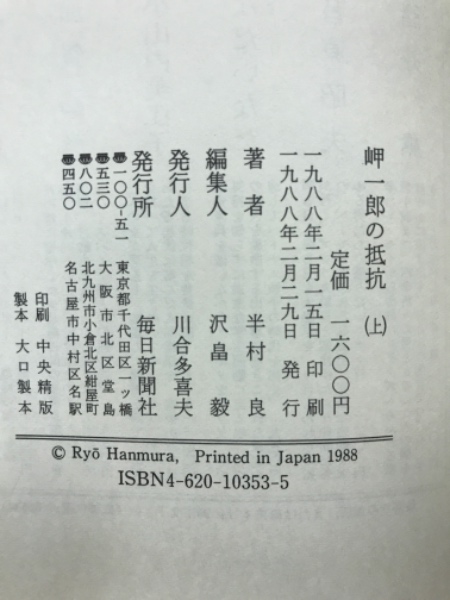 岬一郎の抵抗(上)
定価 一六〇〇円
一九八八年二月一五日 印刷
一九八八年二月二九日 発行
著者 半村良
編集人 沢畠毅
発行人 川合多喜夫
発行所 毎日新聞社
〠一〇〇-五一 東京都千代田区一ッ橋
〠五三〇 大阪市北区堂島
〠八〇二 北九州市小倉北区紺屋町
〠四五〇 名古屋市中村区名駅
印刷 中央精版
製本 大口製本
© Ryō Hanmura, Printed in Japan 1988
ISBN4-620-10353-5